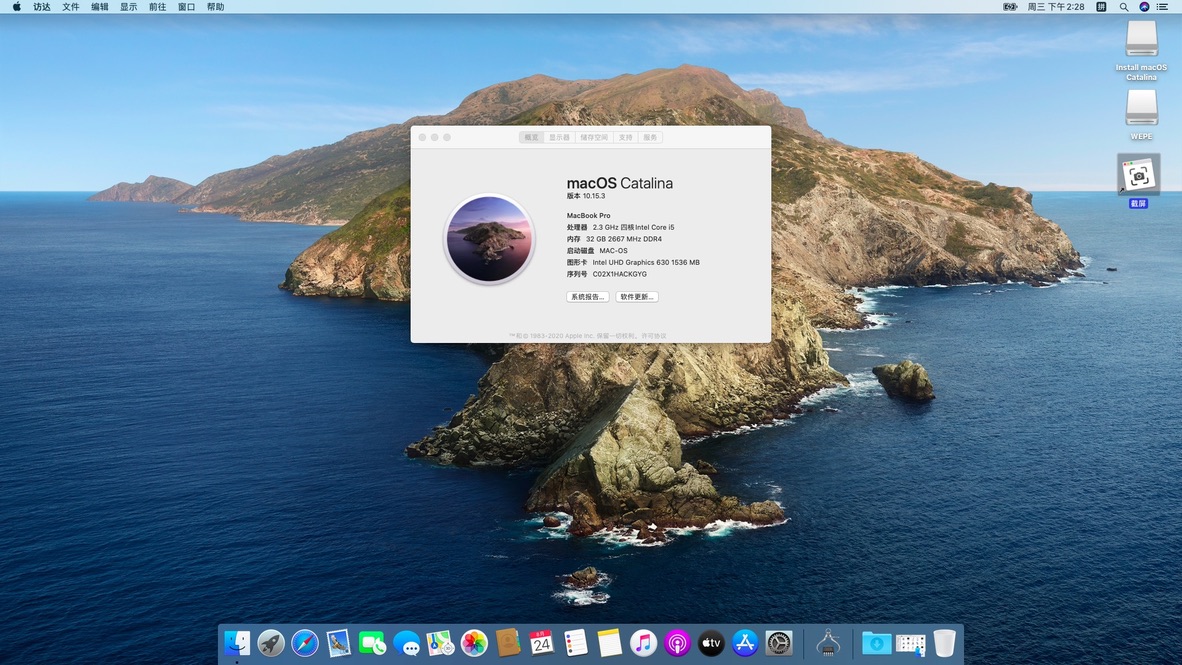 访达 文件 编辑 显示 前往 窗口 帮助
周三下午2:28
拼
Install macOS
Catalina
WEPE
截屏
概览 显示器 储存空间 支持 服务
macOS Catalina
版本 10.15.3
MacBook Pro
处理器 2.3 GHz 四核Intel Core i5
内存 32 GB 2667 MHz DDR4
启动磁盘 MAC-OS
图形卡 Intel UHD Graphics 630 1536 MB
序列号 C02X1HACKGYG
系统报告... 软件更新...
™和© 1983-2020 Apple Inc. 保留一切权利。许可协议
24
tv